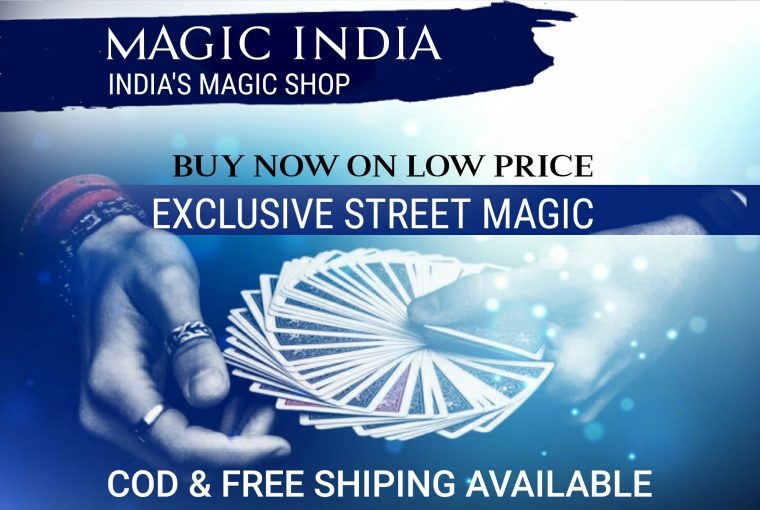 MAGIC INDIA
INDIA'S MAGIC SHOP
BUY NOW ON LOW PRICE
EXCLUSIVE STREET MAGIC
COD & FREE SHIPING AVAILABLE